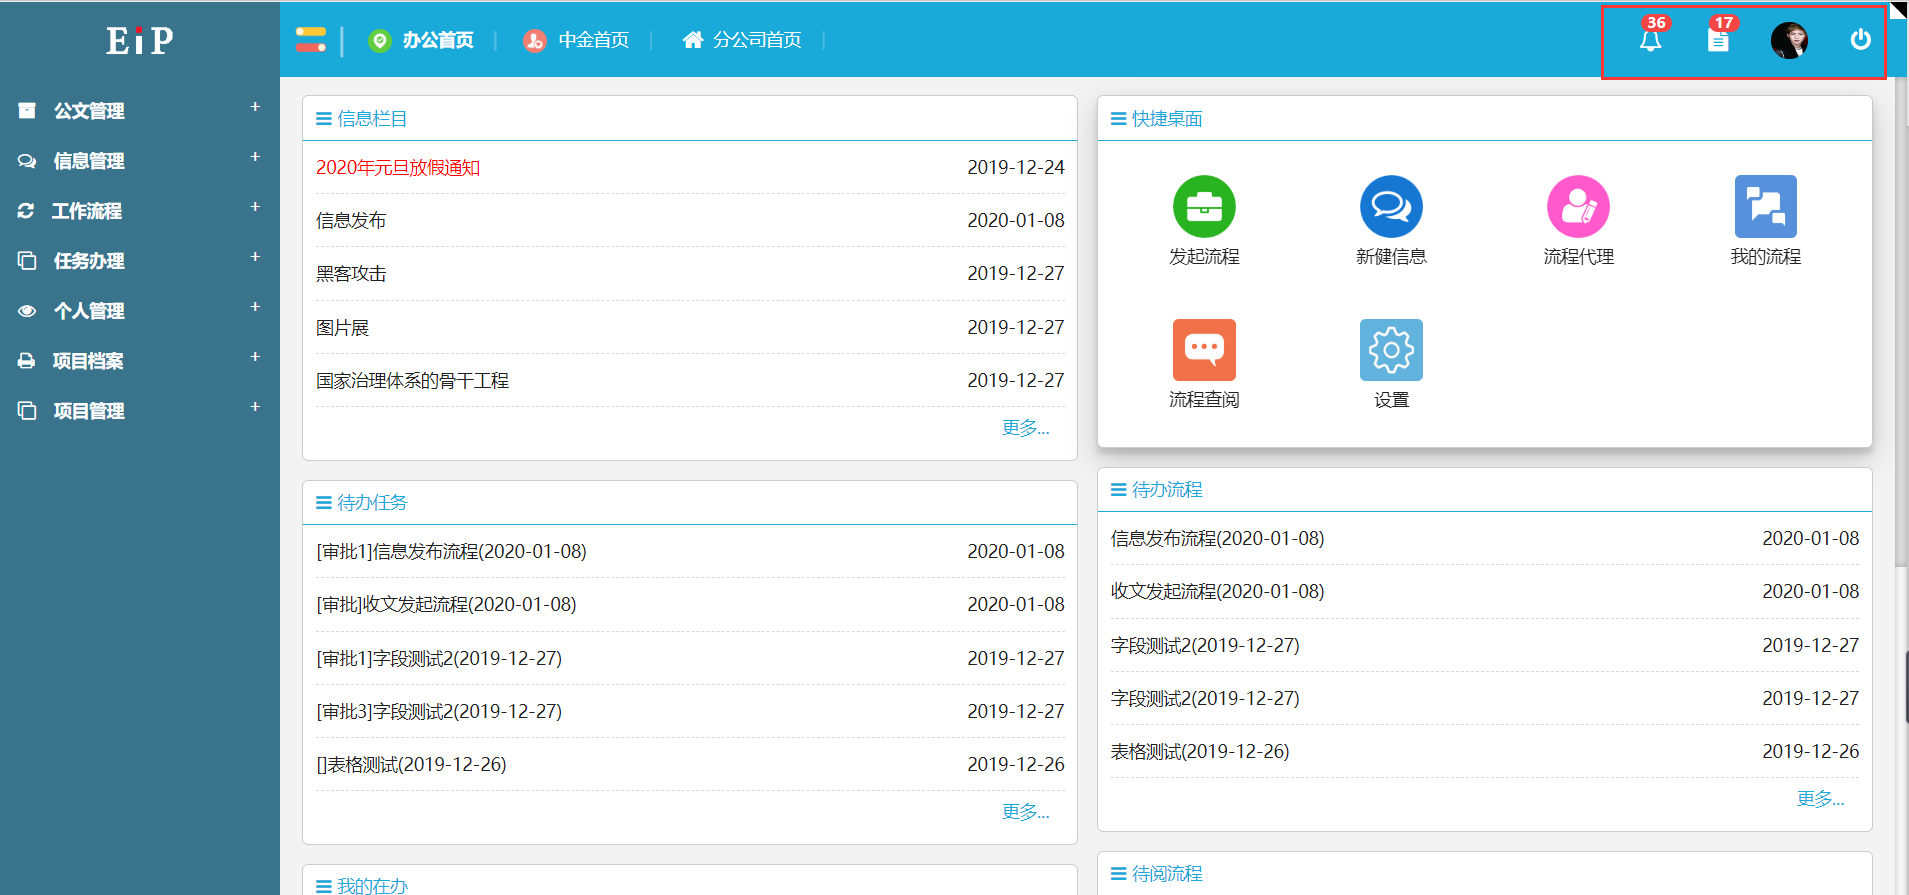 EiP
办公首页
中金首页
分公司首页
36
17
公文管理 +
信息管理 +
工作流程 +
任务办理 +
个人管理 +
项目档案 +
项目管理 +
信息栏目
2020年元旦放假通知 2019-12-24
信息发布 2020-01-08
黑客攻击 2019-12-27
图片展 2019-12-27
国家治理体系的骨干工程 2019-12-27
更多...
快捷桌面
发起流程
新健信息
流程代理
我的流程
流程查阅
设置
待办任务
[审批1]信息发布流程(2020-01-08) 2020-01-08
[审批]收文发起流程(2020-01-08) 2020-01-08
[审批1]字段测试2(2019-12-27) 2019-12-27
[审批3]字段测试2(2019-12-27) 2019-12-27
[]表格测试(2019-12-26) 2019-12-26
更多...
待办流程
信息发布流程(2020-01-08) 2020-01-08
收文发起流程(2020-01-08) 2020-01-08
字段测试2(2019-12-27) 2019-12-27
字段测试2(2019-12-27) 2019-12-27
表格测试(2019-12-26) 2019-12-26
更多...
我的在办
待阅流程